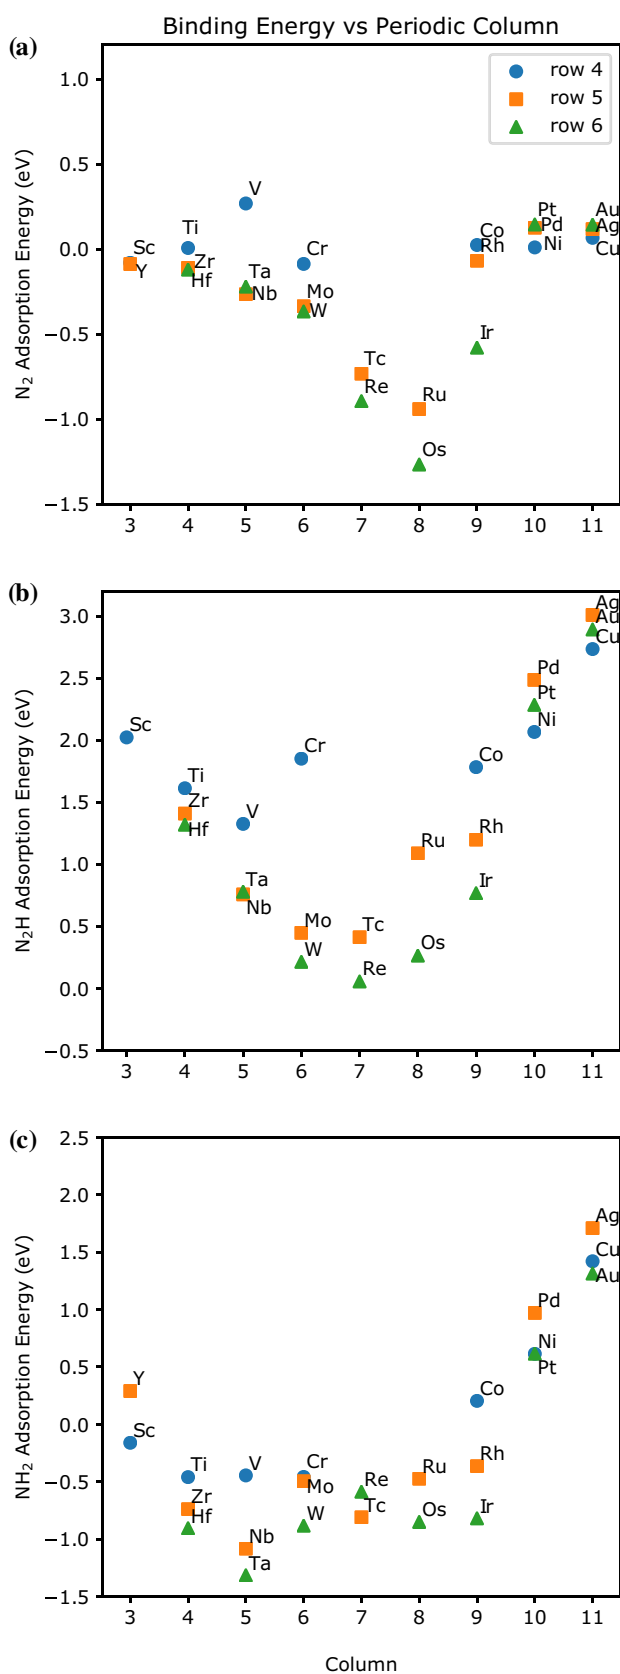 Binding Energy vs Periodic Column
(a)
N₂ Adsorption Energy (eV)
1.0
0.5
0.0
−0.5
−1.0
−1.5
row 4
row 5
row 6
Sc
Y
Ti
Zr
Hf
V
Ta
Nb
Cr
Mo
W
Tc
Re
Ru
Os
Co
Rh
Ir
Pt
Pd
Ni
Au
Ag
Cu
3 4 5 6 7 8 9 10 11
(b)
N₂H Adsorption Energy (eV)
3.0
2.5
2.0
1.5
1.0
0.5
0.0
−0.5
Sc
Ti
Zr
Hf
V
Ta
Nb
Cr
Mo
W
Tc
Re
Ru
Os
Co
Rh
Ir
Pd
Pt
Ni
Ag
Au
Cu
3 4 5 6 7 8 9 10 11
(c)
NH₂ Adsorption Energy (eV)
2.5
2.0
1.5
1.0
0.5
0.0
−0.5
−1.0
−1.5
Y
Sc
Ti
Zr
Hf
V
Nb
Ta
Cr
Mo
W
Re
Tc
Ru
Os
Co
Rh
Ir
Pd
Ni
Pt
Ag
Cu
Au
3 4 5 6 7 8 9 10 11
Column